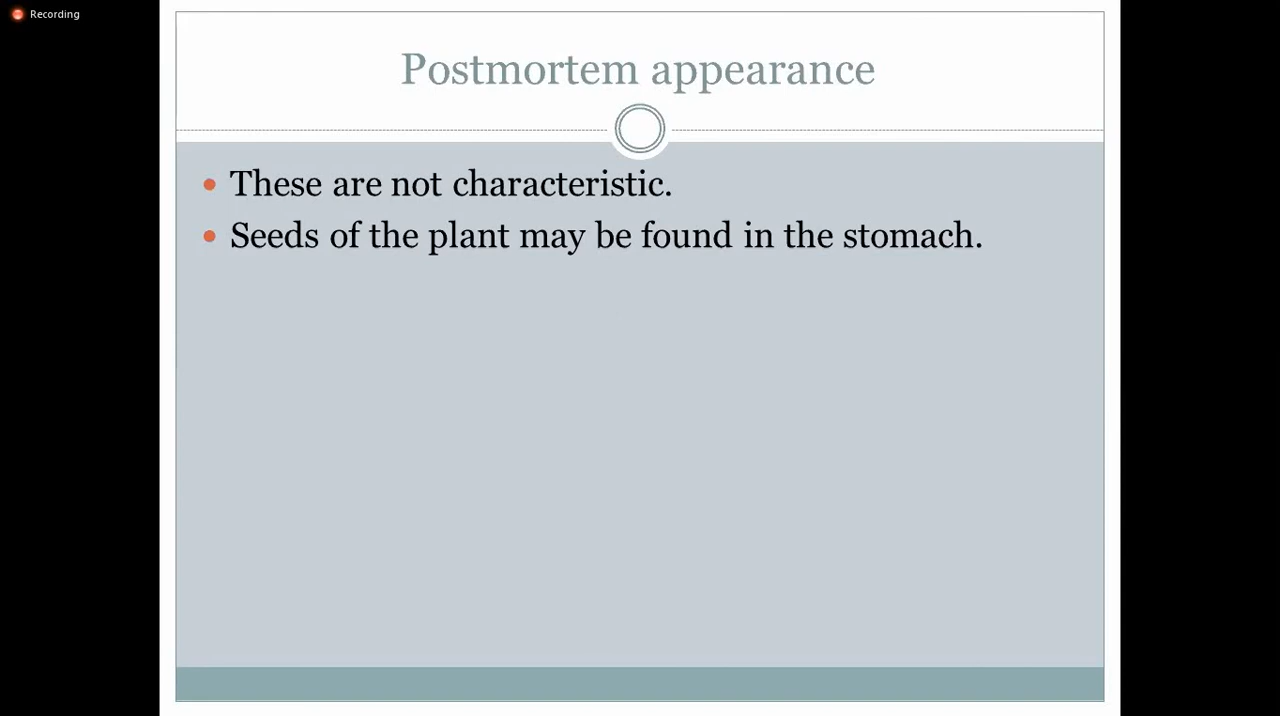 Recording
Postmortem appearance
These are not characteristic.
Seeds of the plant may be found in the stomach.